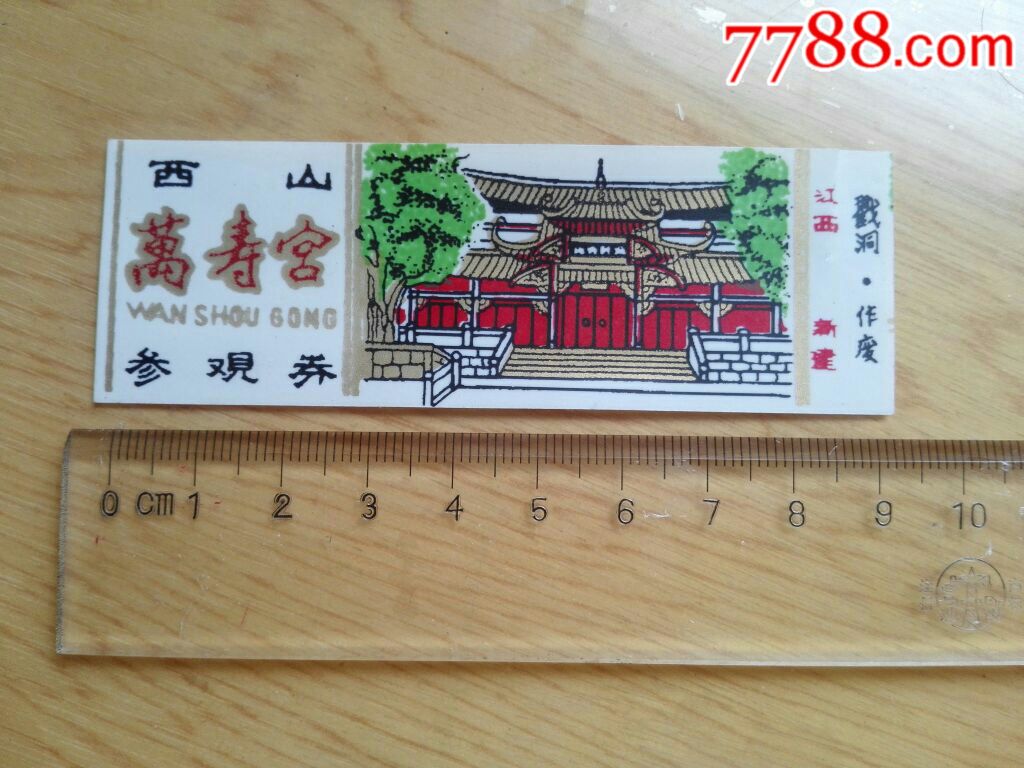 7788.com
西山
萬寿宮
WAN SHOU GONG
参观券
江西 新建
戳洞·作废
0 cm 1 2 3 4 5 6 7 8 9 10